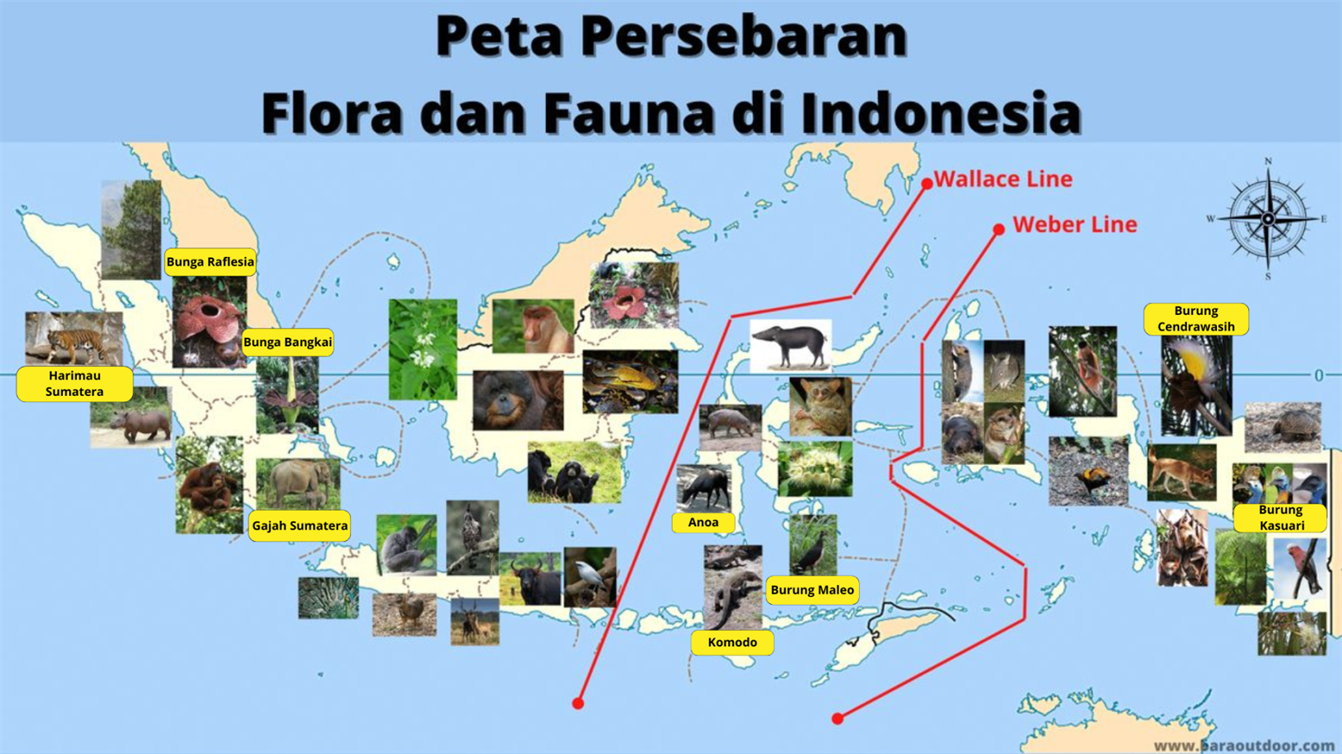 Peta Persebaran
Flora dan Fauna di Indonesia
Wallace Line
Weber Line
N
W
E
S
Bunga Raflesia
Bunga Bangkai
Harimau
Sumatera
Gajah Sumatera
Burung
Cendrawasih
0
Anoa
Burung
Kasuari
Burung Maleo
Komodo
www.baraoutdoor.com